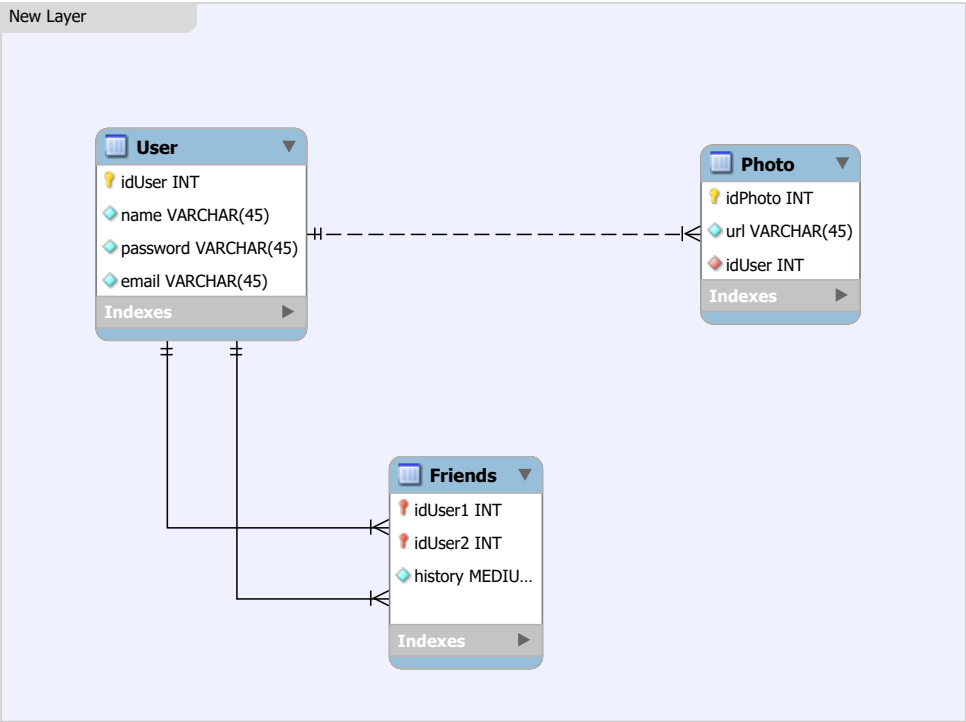 New Layer
User
idUser INT
name VARCHAR(45)
password VARCHAR(45)
email VARCHAR(45)
Indexes
Photo
idPhoto INT
url VARCHAR(45)
idUser INT
Indexes
Friends
idUser1 INT
idUser2 INT
history MEDIU...
Indexes